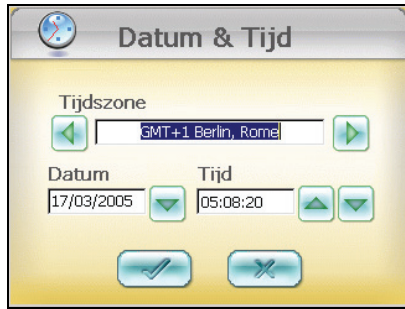 Datum & Tijd
Tijdszone
GMT+1 Berlin, Rome
Datum Tijd
17/03/2005 05:08:20